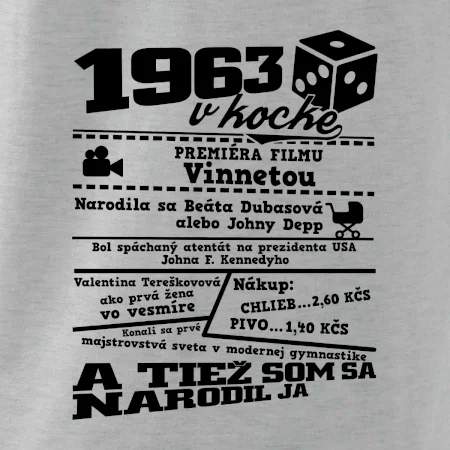 1963
v kocke
PREMIÉRA FILMU
Vinnetou
Narodila sa Beáta Dubasová
alebo Johny Depp
Bol spáchaný atentát na prezidenta USA
Johna F. Kennedyho
Valentina Tereškovová
ako prvá žena
vo vesmíre
Nákup:
CHLIEB...2,60 KČS
PIVO...1,40 KČS
Konali sa prvé
majstrovstvá sveta v modernej gymnastike
A TIEŽ SOM SA
NARODIL JA